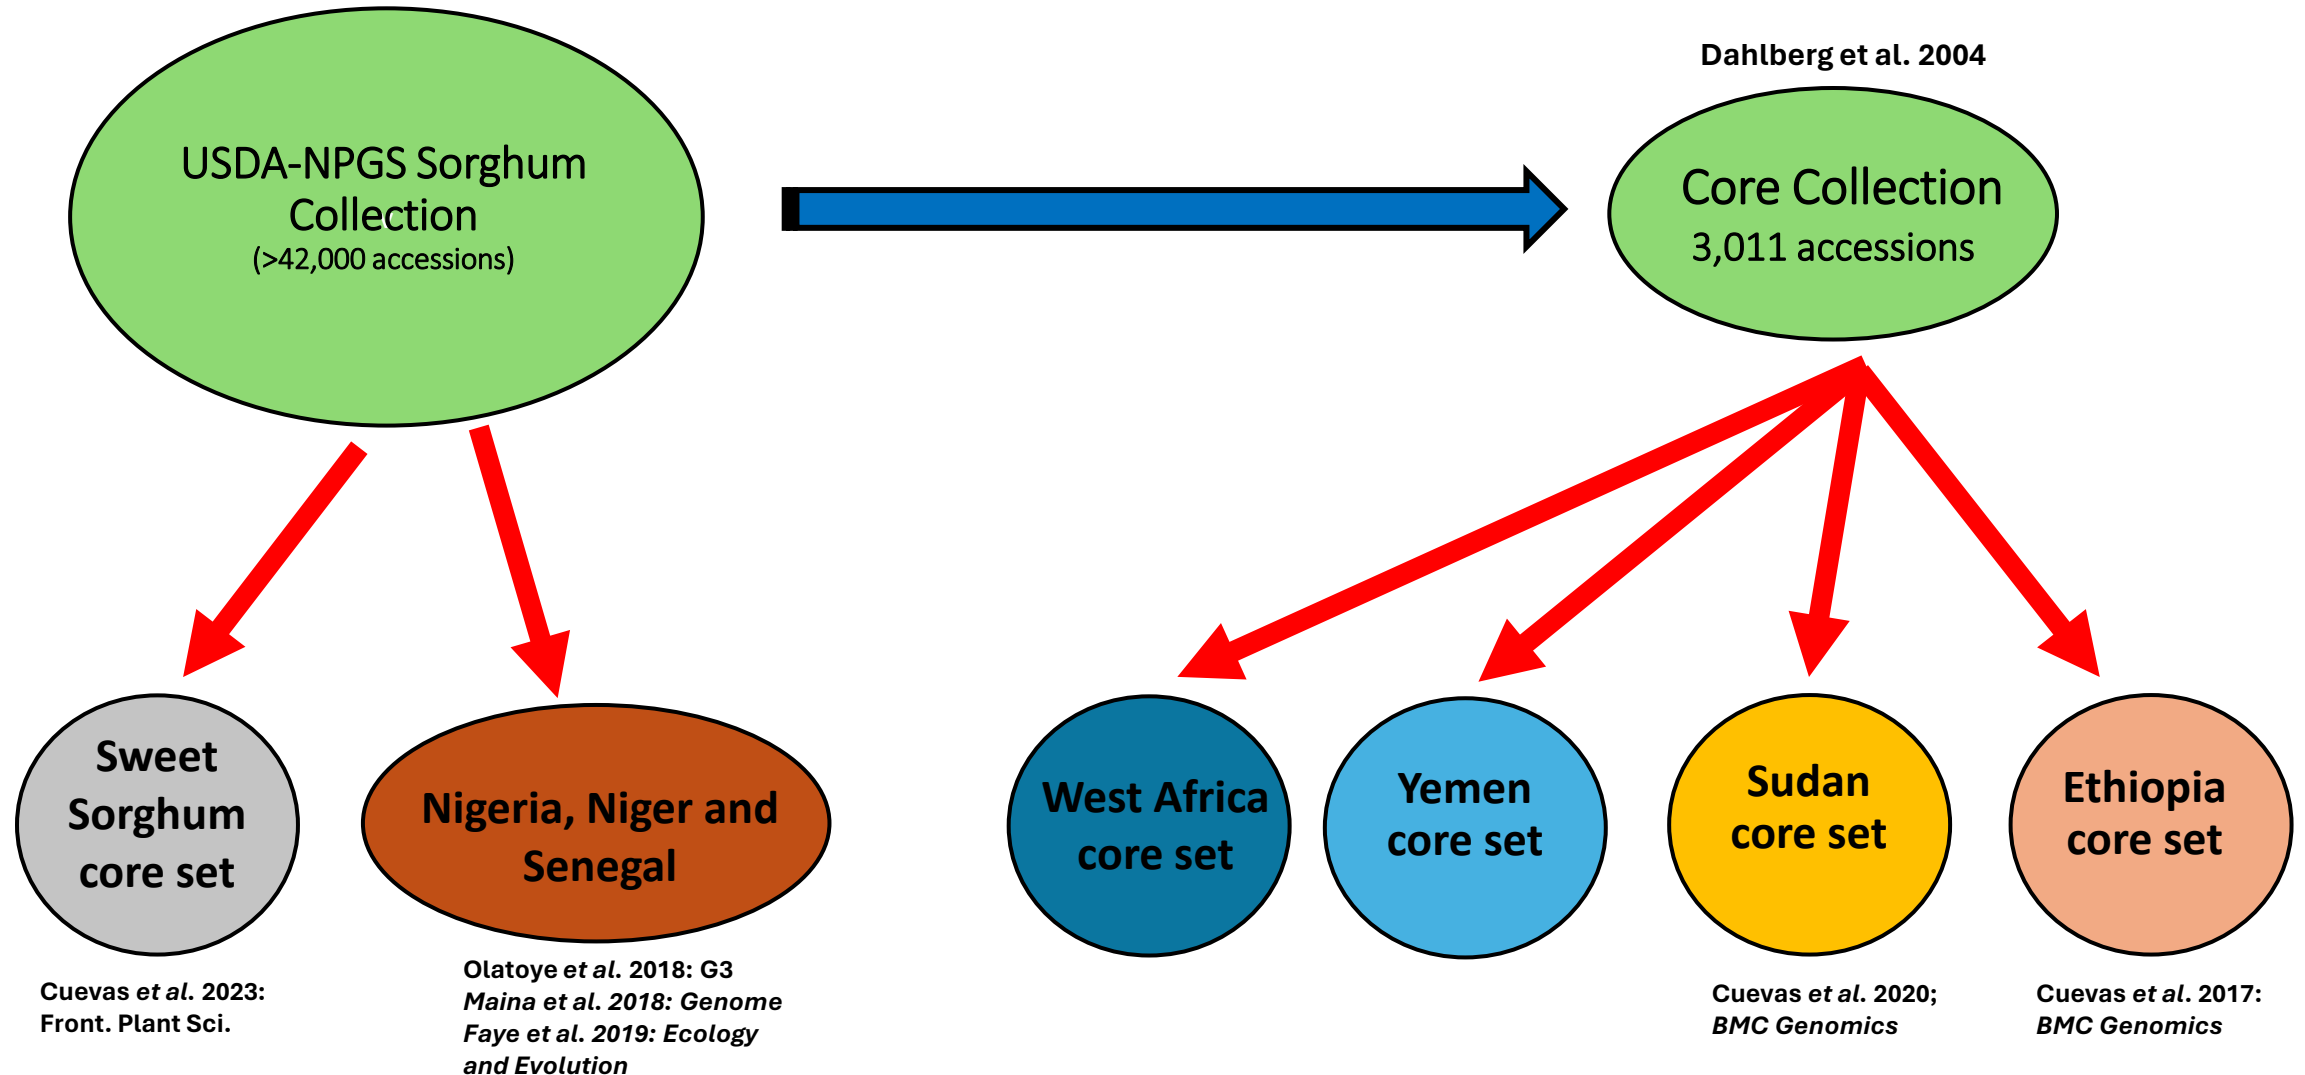 Dahlberg et al. 2004
USDA-NPGS Sorghum
Collection
(>42,000 accessions)
Core Collection
3,011 accessions
Sweet
Sorghum
core set
Nigeria, Niger and
Senegal
West Africa
core set
Yemen
core set
Sudan
core set
Ethiopia
core set
Cuevas et al. 2023:
Front. Plant Sci.
Olatoye et al. 2018: G3
Maina et al. 2018: Genome
Faye et al. 2019: Ecology
and Evolution
Cuevas et al. 2020;
BMC Genomics
Cuevas et al. 2017:
BMC Genomics